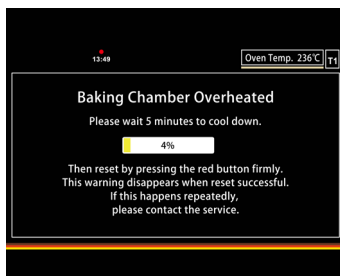 13:49
Oven Temp. 236℃
T1
Baking Chamber Overheated
Please wait 5 minutes to cool down.
4%
Then reset by pressing the red button firmly.
This warning disappears when reset successful.
If this happens repeatedly,
please contact the service.